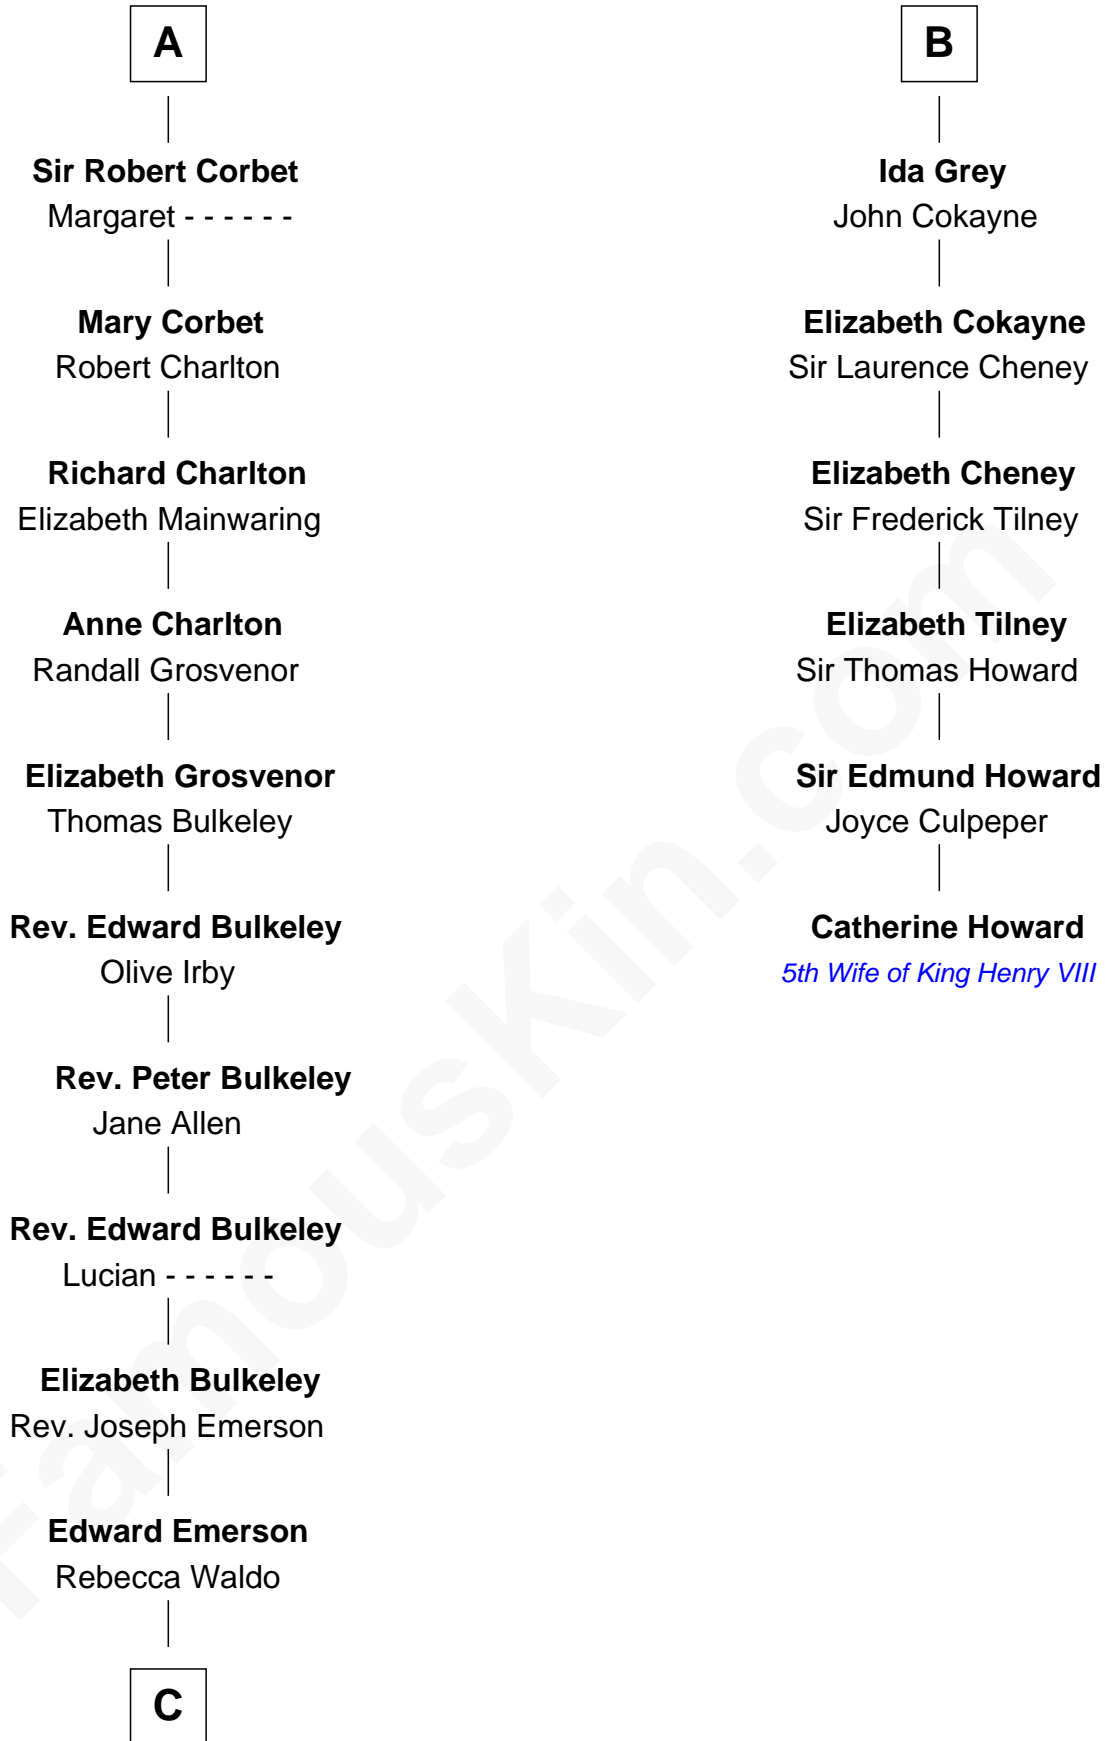 A
Sir Robert Corbet
Margaret - - - - - -
Mary Corbet
Robert Charlton
Richard Charlton
Elizabeth Mainwaring
Anne Charlton
Randall Grosvenor
Elizabeth Grosvenor
Thomas Bulkeley
Rev. Edward Bulkeley
Olive Irby
Rev. Peter Bulkeley
Jane Allen
Rev. Edward Bulkeley
Lucian - - - - - -
Elizabeth Bulkeley
Rev. Joseph Emerson
Edward Emerson
Rebecca Waldo
C
B
Ida Grey
John Cokayne
Elizabeth Cokayne
Sir Laurence Cheney
Elizabeth Cheney
Sir Frederick Tilney
Elizabeth Tilney
Sir Thomas Howard
Sir Edmund Howard
Joyce Culpeper
Catherine Howard
5th Wife of King Henry VIII
FamousKin.com